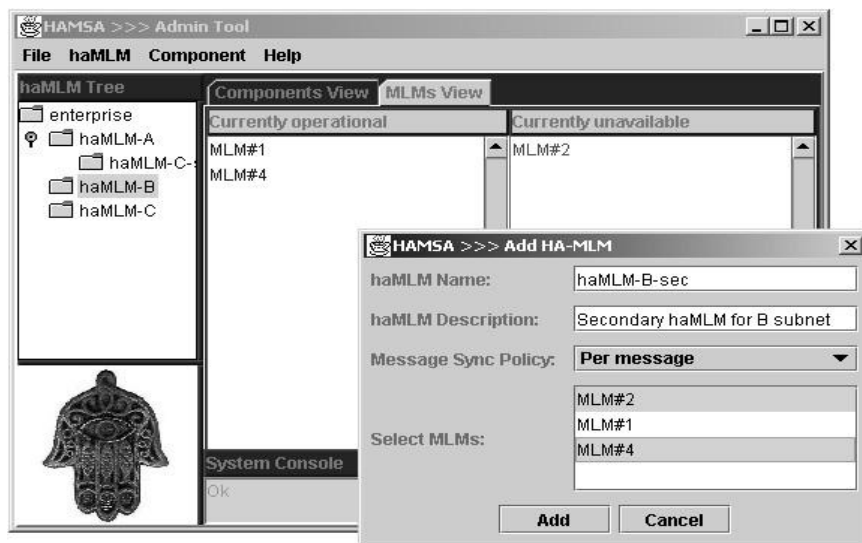 HAMSA >>> Admin Tool
File haMLM Component Help
haMLM Tree
Components View MLMs View
enterprise
haMLM-A
haMLM-C-
haMLM-B
haMLM-C
Currently operational
MLM#1
MLM#4
Currently unavailable
MLM#2
System Console
Ok
HAMSA >>> Add HA-MLM
haMLM Name: haMLM-B-sec
haMLM Description: Secondary haMLM for B subnet
Message Sync Policy: Per message
Select MLMs:
MLM#2
MLM#1
MLM#4
Add Cancel